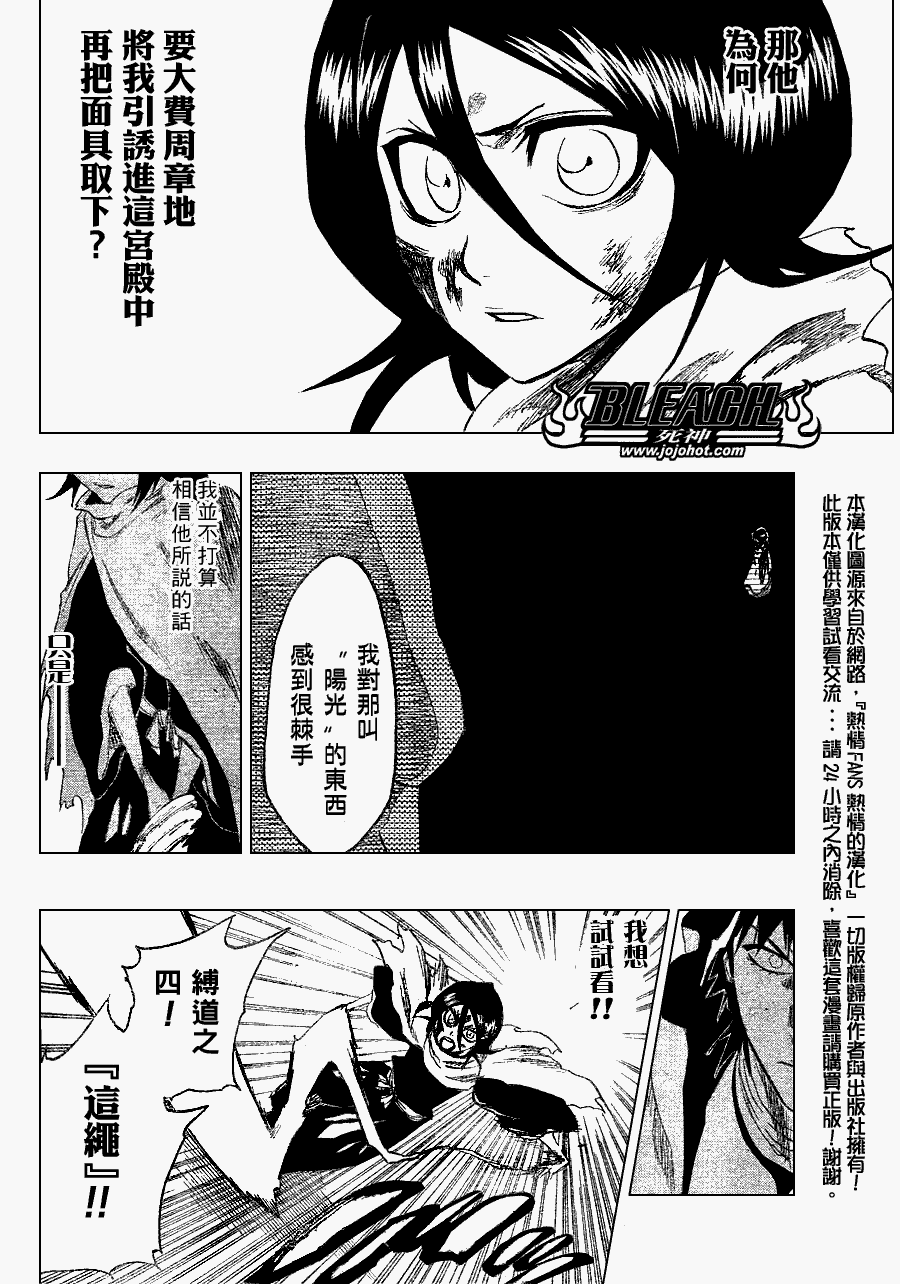 那他
為何
要大費周章地
將我引誘進這宮殿中
再把面具取下？
BLEACH
死神
www.jojohot.com
我對那叫
"暘光"的東西
感到很棘手
我並不打算
相信他所説的話
只是——
我想
試試看!!
縛道之
四！
『這繩』!!
本漢化圖源來自於網路，『熱情FANS熱情的漢化』一切版權歸原作者與出版社擁有！
此版本僅供學習試看交流... 請24小時之內消除，喜歡這套漫畫請購買正版！謝謝。